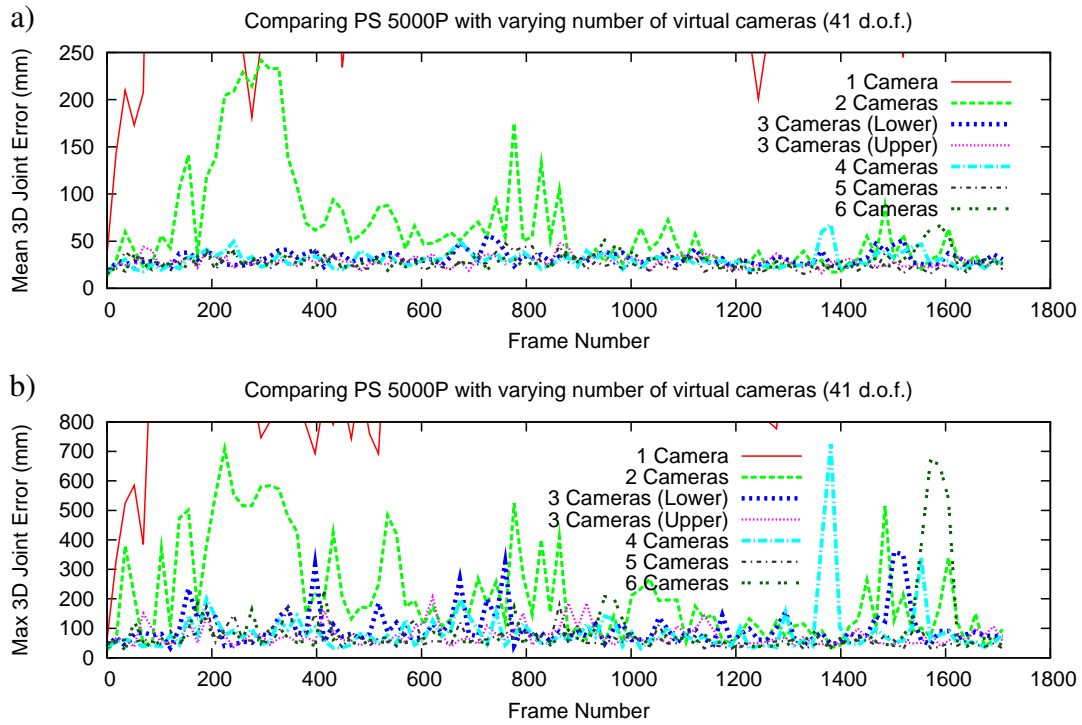 a)
Comparing PS 5000P with varying number of virtual cameras (41 d.o.f.)
Mean 3D Joint Error (mm)
250
200
150
100
50
0
1 Camera
2 Cameras
3 Cameras (Lower)
3 Cameras (Upper)
4 Cameras
5 Cameras
6 Cameras
0 200 400 600 800 1000 1200 1400 1600 1800
Frame Number
b)
Comparing PS 5000P with varying number of virtual cameras (41 d.o.f.)
Max 3D Joint Error (mm)
800
700
600
500
400
300
200
100
0
1 Camera
2 Cameras
3 Cameras (Lower)
3 Cameras (Upper)
4 Cameras
5 Cameras
6 Cameras
0 200 400 600 800 1000 1200 1400 1600 1800
Frame Number